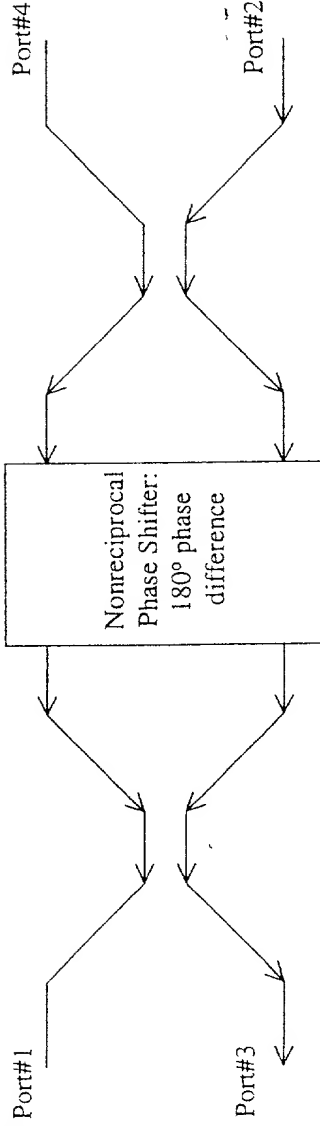 Port#1
Port#4
Nonreciprocal
Phase Shifter:
180° phase
difference
Port#3
Port#2